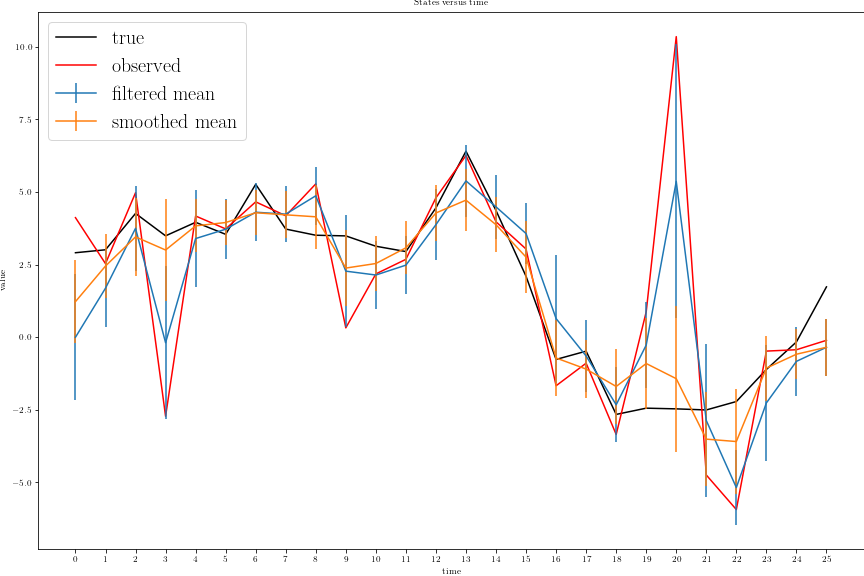 States versus time
true
observed
filtered mean
smoothed mean
10.0
7.5
5.0
2.5
0.0
−2.5
−5.0
value
0 1 2 3 4 5 6 7 8 9 10 11 12 13 14 15 16 17 18 19 20 21 22 23 24 25
time